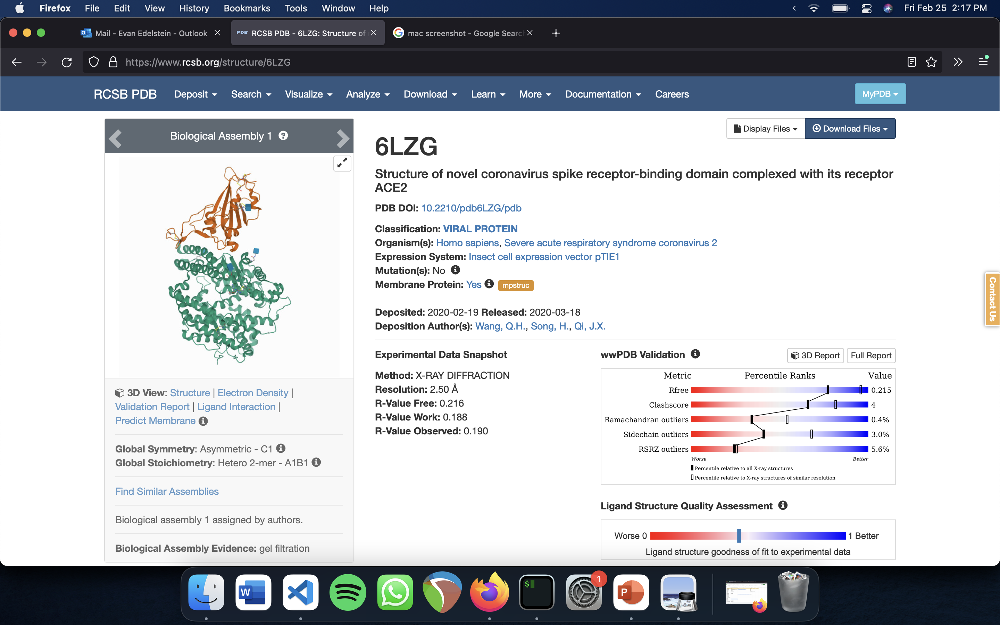 Firefox File Edit View History Bookmarks Tools Window Help Fri Feb 25 2:17 PM
Mail - Evan Edelstein - Outlook PDB RCSB PDB - 6LZG: Structure of mac screenshot - Google Search
https://www.rcsb.org/structure/6LZG
RCSB PDB Deposit Search Visualize Analyze Download Learn More Documentation Careers MyPDB
Biological Assembly 1
Display Files Download Files
6LZG
Structure of novel coronavirus spike receptor-binding domain complexed with its receptor
ACE2
PDB DOI: 10.2210/pdb6LZG/pdb
Classification: VIRAL PROTEIN
Organism(s): Homo sapiens, Severe acute respiratory syndrome coronavirus 2
Expression System: Insect cell expression vector pTIE1
Mutation(s): No
Membrane Protein: Yes mpstruc
Deposited: 2020-02-19 Released: 2020-03-18
Deposition Author(s): Wang, Q.H., Song, H., Qi, J.X.
Contact Us
3D View: Structure | Electron Density |
Validation Report | Ligand Interaction |
Predict Membrane
Global Symmetry: Asymmetric - C1
Global Stoichiometry: Hetero 2-mer - A1B1
Find Similar Assemblies
Biological assembly 1 assigned by authors.
Biological Assembly Evidence: gel filtration
Experimental Data Snapshot
Method: X-RAY DIFFRACTION
Resolution: 2.50 Å
R-Value Free: 0.216
R-Value Work: 0.188
R-Value Observed: 0.190
wwPDB Validation 3D Report Full Report
Metric Percentile Ranks Value
Rfree 0.215
Clashscore 4
Ramachandran outliers 0.4%
Sidechain outliers 3.0%
RSRZ outliers 5.6%
Worse Better
Percentile relative to all X-ray structures
Percentile relative to X-ray structures of similar resolution
Ligand Structure Quality Assessment
Worse 0 1 Better
Ligand structure goodness of fit to experimental data
W $ 1 P